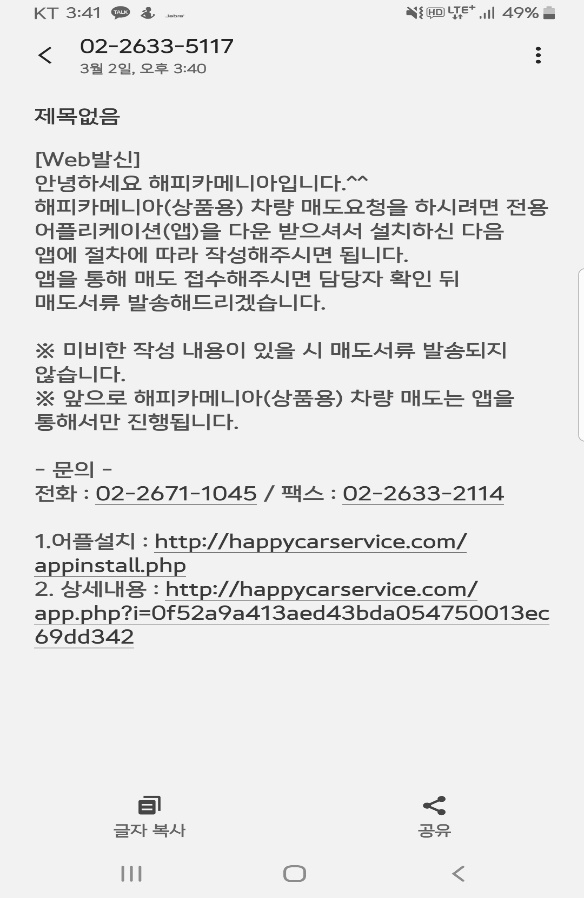 KT 3:41 TALK HD LTE+ 49%
02-2633-5117
3월 2일, 오후 3:40
제목없음
[Web발신]
안녕하세요 해피카메니아입니다.^^
해피카메니아(상품용) 차량 매도요청을 하시려면 전용
어플리케이션(앱)을 다운 받으셔서 설치하신 다음
앱에 절차에 따라 작성해주시면 됩니다.
앱을 통해 매도 접수해주시면 담당자 확인 뒤
매도서류 발송해드리겠습니다.
※ 미비한 작성 내용이 있을 시 매도서류 발송되지
않습니다.
※ 앞으로 해피카메니아(상품용) 차량 매도는 앱을
통해서만 진행됩니다.
- 문의 -
전화 : 02-2671-1045 / 팩스 : 02-2633-2114
1.어플설치 : http://happycarservice.com/
appinstall.php
2. 상세내용 : http://happycarservice.com/
app.php?i=0f52a9a413aed43bda054750013ec
69dd342
글자 복사
공유